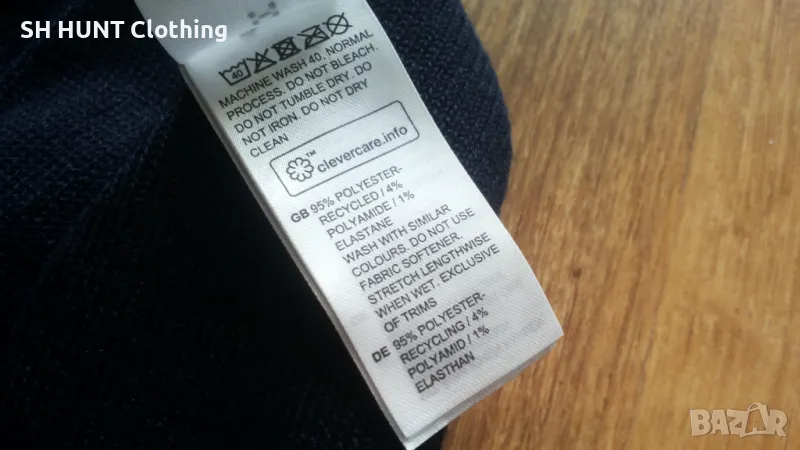 SH HUNT Clothing
40
MACHINE WASH 40, NORMAL
PROCESS. DO NOT BLEACH.
DO NOT TUMBLE DRY. DO
NOT IRON. DO NOT DRY
CLEAN
™ clevercare.info
GB 95% POLYESTER-
RECYCLED / 4%
POLYAMIDE / 1%
ELASTANE
WASH WITH SIMILAR
COLOURS. DO NOT USE
FABRIC SOFTENER.
STRETCH LENGTHWISE
WHEN WET. EXCLUSIVE
OF TRIMS
DE 95% POLYESTER-
RECYCLING / 4%
POLYAMID / 1%
ELASTHAN
BAZAR